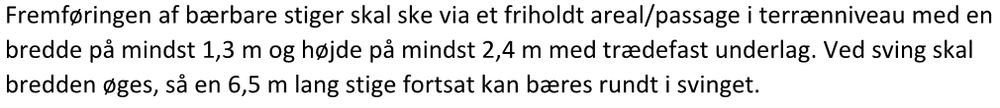 Fremføringen af bærbare stiger skal ske via et friholdt areal/passage i terrænniveau med en
bredde på mindst 1,3 m og højde på mindst 2,4 m med trædefast underlag. Ved sving skal
bredden øges, så en 6,5 m lang stige fortsat kan bæres rundt i svinget.